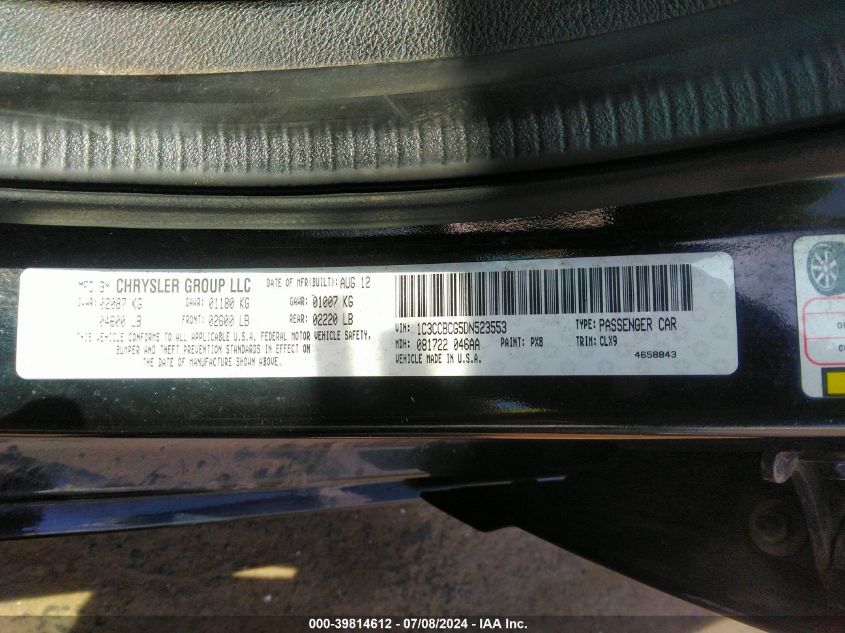 MFD BY CHRYSLER GROUP LLC DATE OF MFR(BUILT): AUG 12
GVWR: 02087 KG GAWR: 01180 KG GAWR: 01007 KG
04600 LB FRONT: 02600 LB REAR: 02220 LB
THIS VEHICLE CONFORMS TO ALL APPLICABLE U.S.A. FEDERAL MOTOR VEHICLE SAFETY,
BUMPER AND THEFT PREVENTION STANDARDS IN EFFECT ON
THE DATE OF MANUFACTURE SHOWN ABOVE.
VIN: 1C3CCBCG5DN523553 TYPE: PASSENGER CAR
MDH: 081722 046AA PAINT: PX8 TRIM: CLX9
VEHICLE MADE IN U.S.A. 4658843
000-39814612 / 07/08/2024 - IAA Inc.